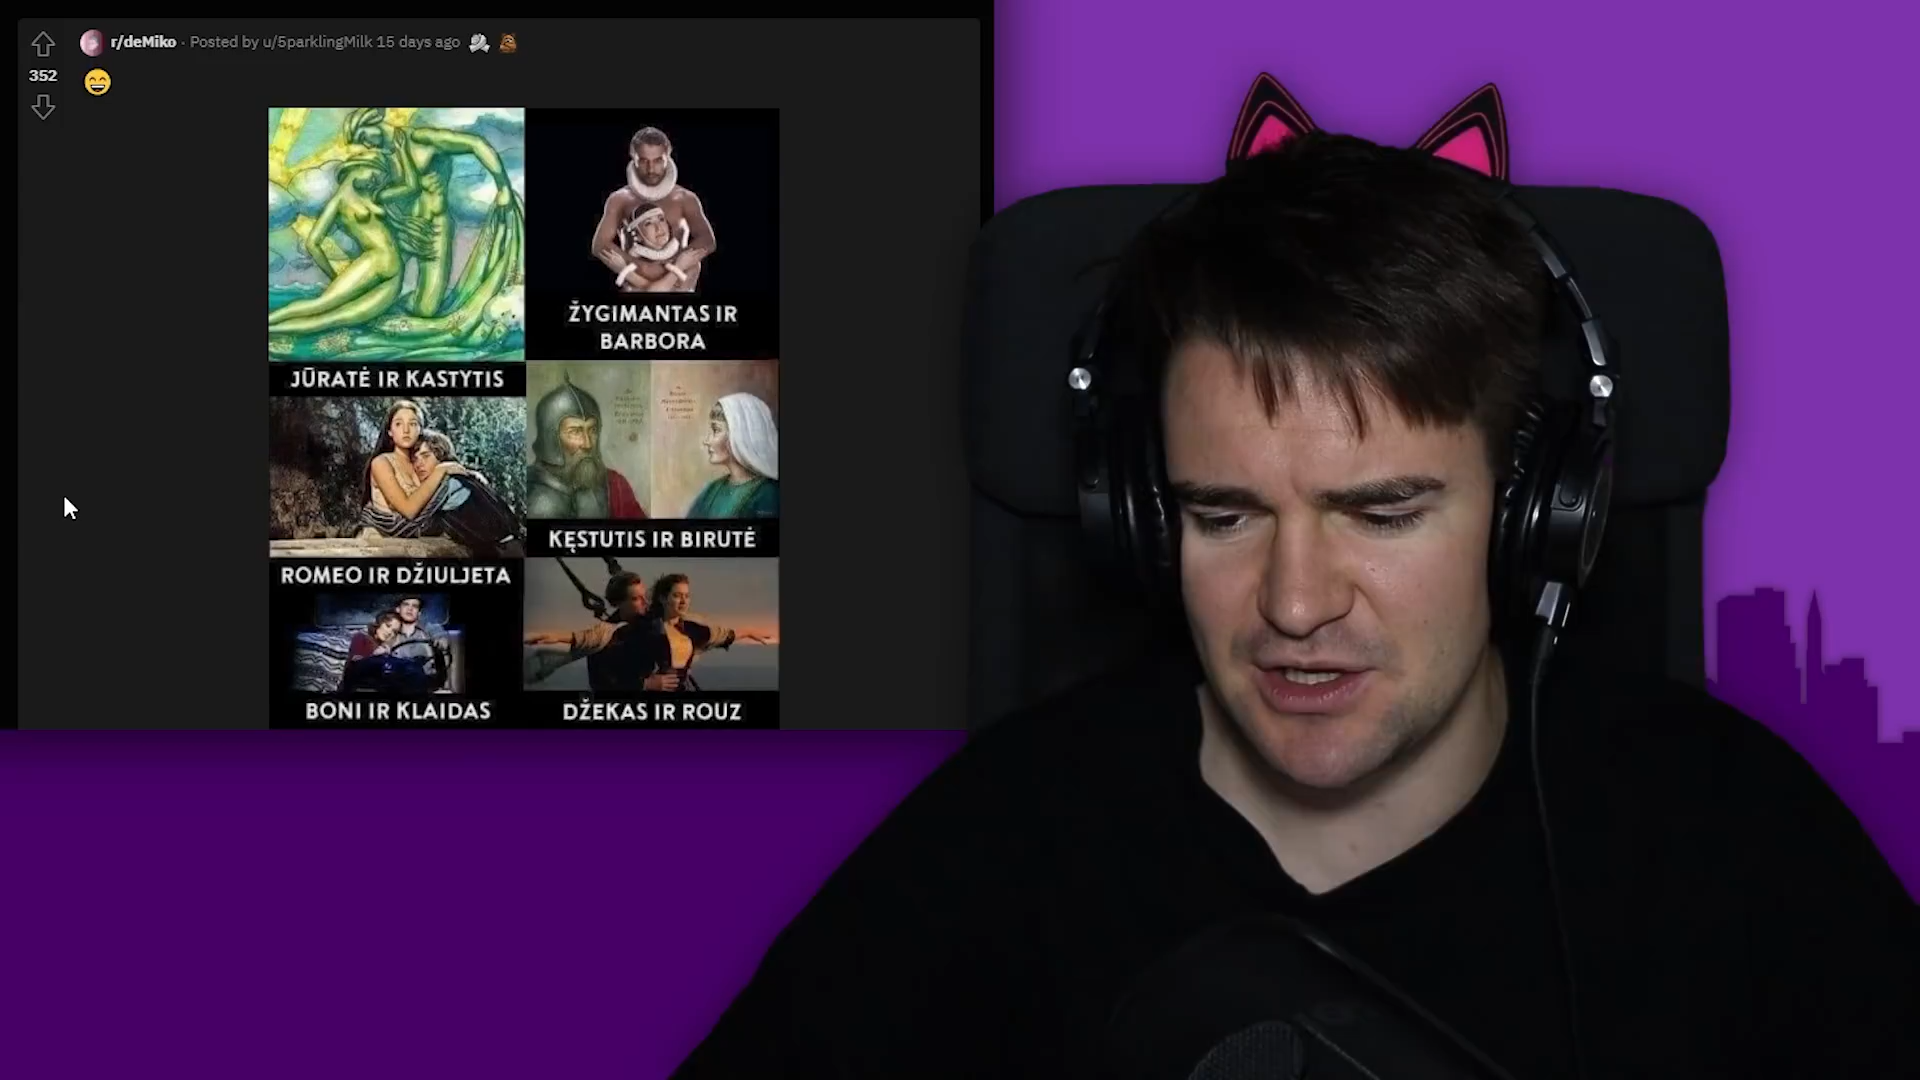 r/deMiko · Posted by u/5parklingMilk 15 days ago
352
ŽYGIMANTAS IR
BARBORA
JŪRATĖ IR KASTYTIS
KĘSTUTIS IR BIRUTĖ
ROMEO IR DŽIULJETA
BONI IR KLAIDAS
DŽEKAS IR ROUZ